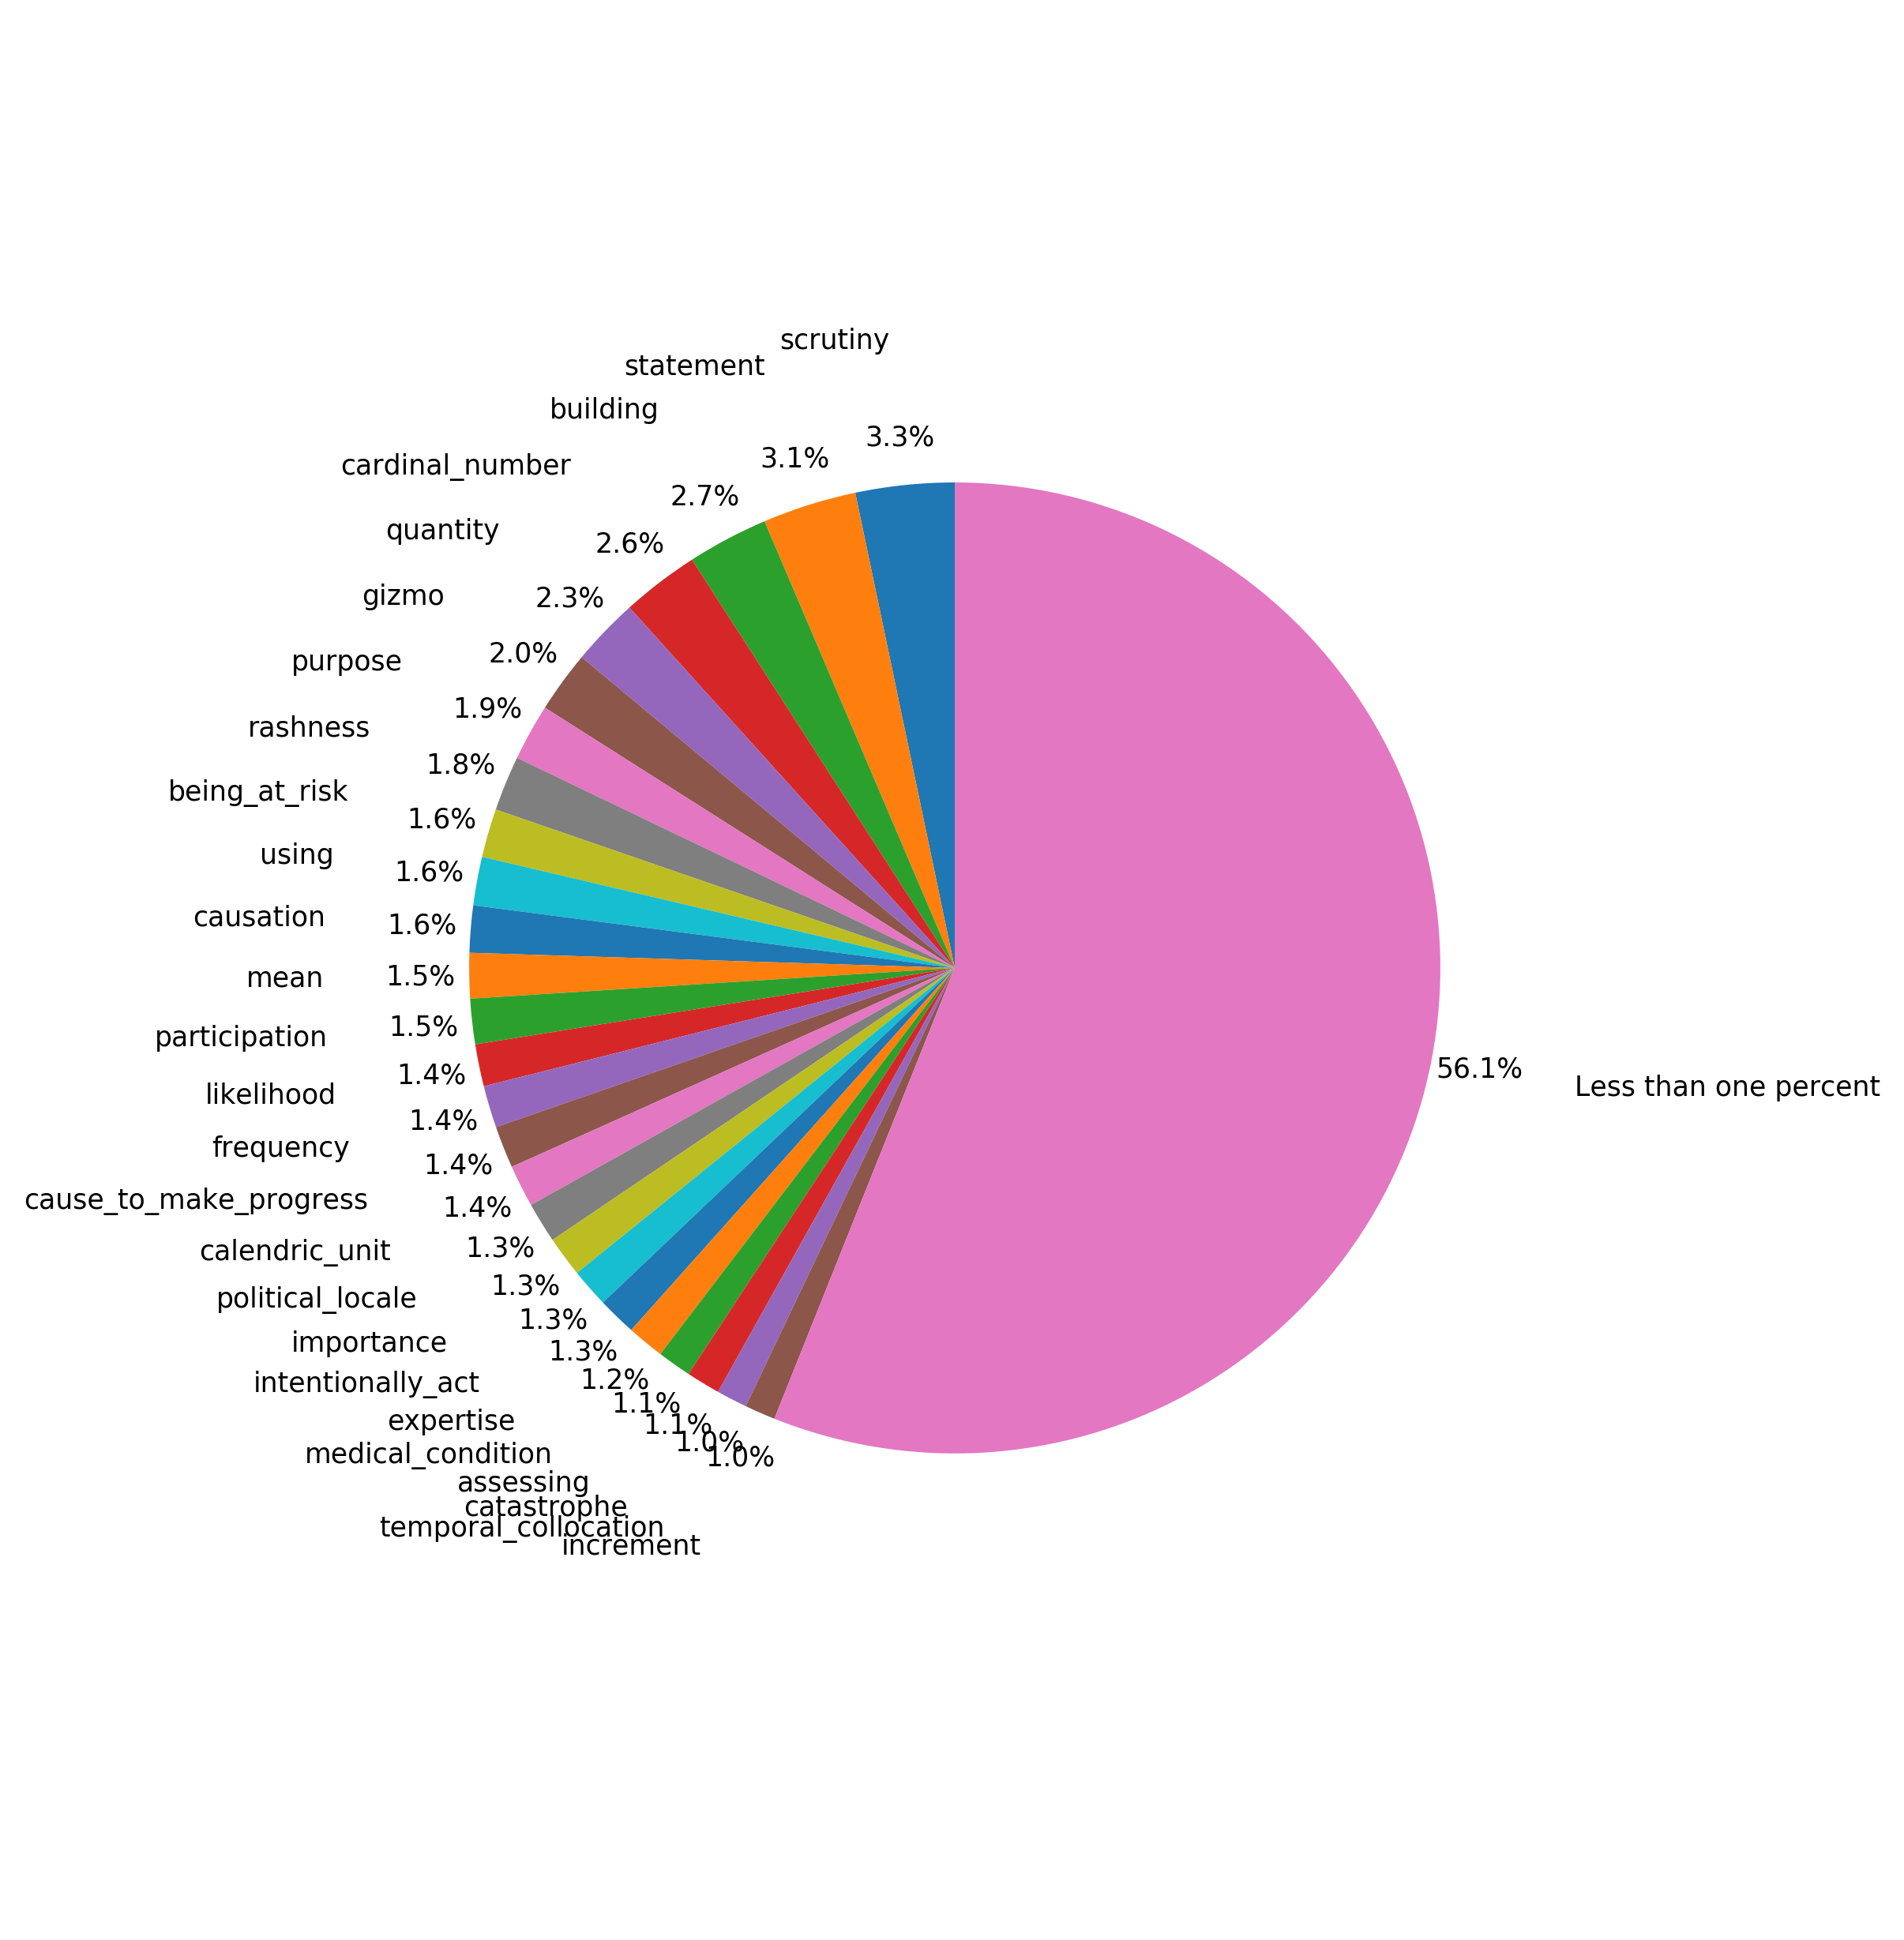 scrutiny
statement
building
cardinal_number
quantity
gizmo
purpose
rashness
being_at_risk
using
causation
mean
participation
likelihood
frequency
cause_to_make_progress
calendric_unit
political_locale
importance
intentionally_act
expertise
medical_condition
assessing
catastrophe
temporal_collocation
increment
Less than one percent
3.3%
3.1%
2.7%
2.6%
2.3%
2.0%
1.9%
1.8%
1.6%
1.6%
1.6%
1.5%
1.5%
1.4%
1.4%
1.4%
1.4%
1.3%
1.3%
1.3%
1.3%
1.2%
1.1%
1.1%
1.0%
1.0%
56.1%